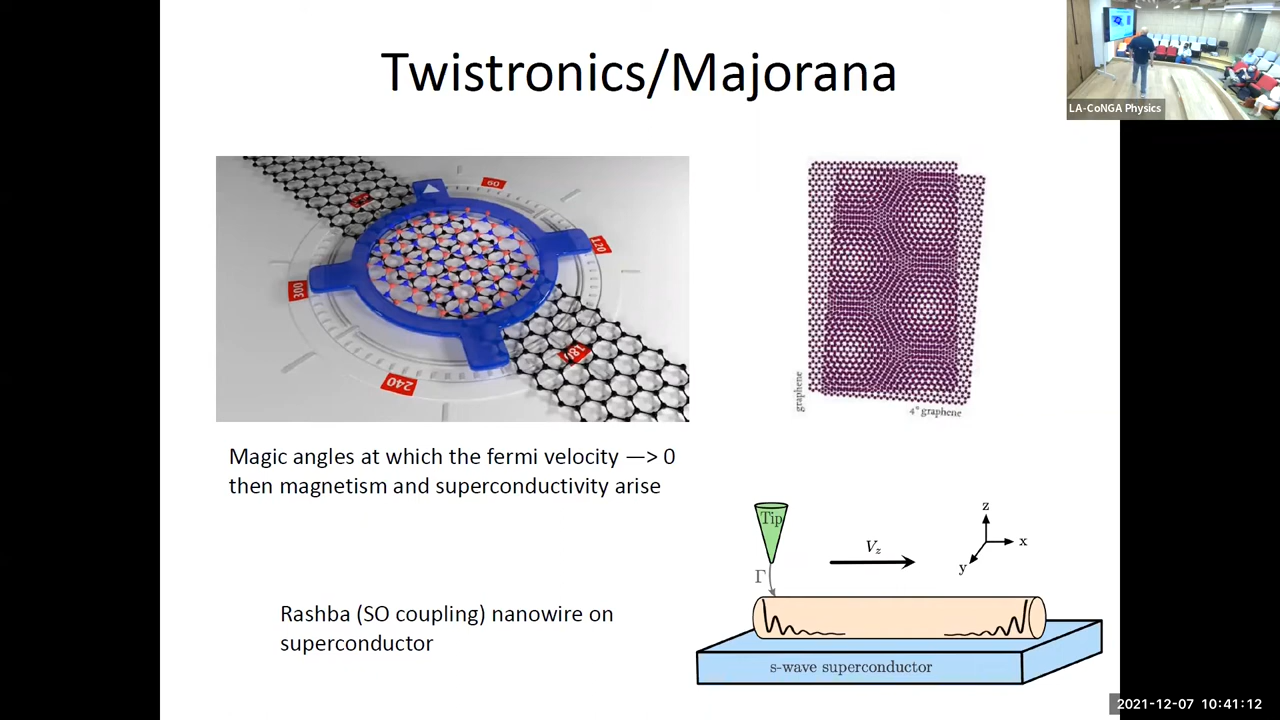 Twistronics/Majorana
LA-CoNGA Physics
60
120
300
180
240
graphene
4° graphene
Magic angles at which the fermi velocity —> 0
then magnetism and superconductivity arise
Tip
V_z
z
x
y
Γ
Rashba (SO coupling) nanowire on
superconductor
s-wave superconductor
2021-12-07 10:41:12